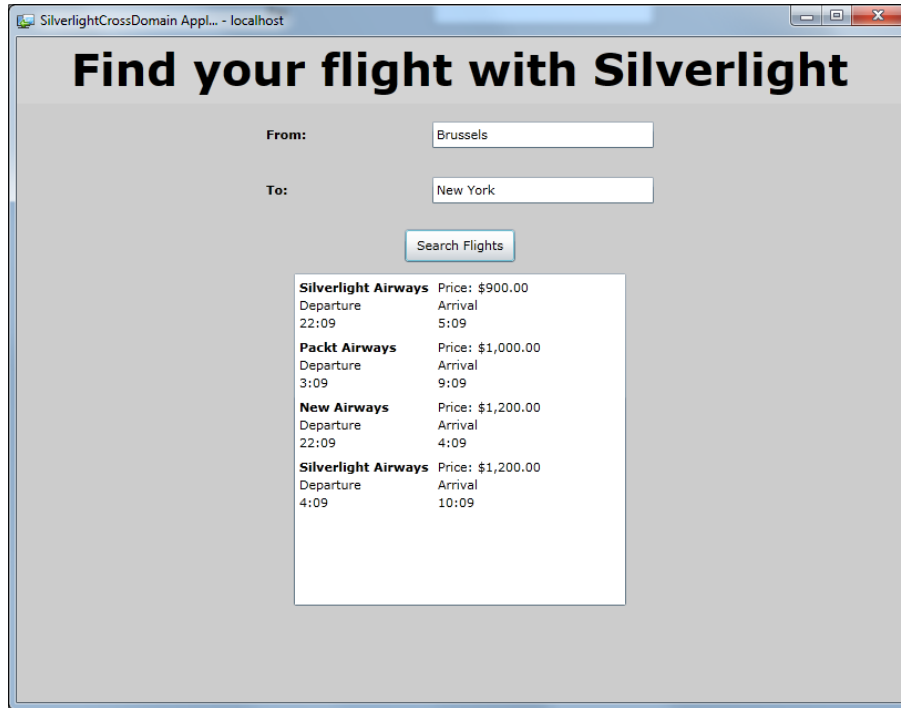 SilverlightCrossDomain Appl... - localhost
Find your flight with Silverlight
From: Brussels
To: New York
Search Flights
Silverlight Airways Price: $900.00
Departure Arrival
22:09 5:09
Packt Airways Price: $1,000.00
Departure Arrival
3:09 9:09
New Airways Price: $1,200.00
Departure Arrival
22:09 4:09
Silverlight Airways Price: $1,200.00
Departure Arrival
4:09 10:09